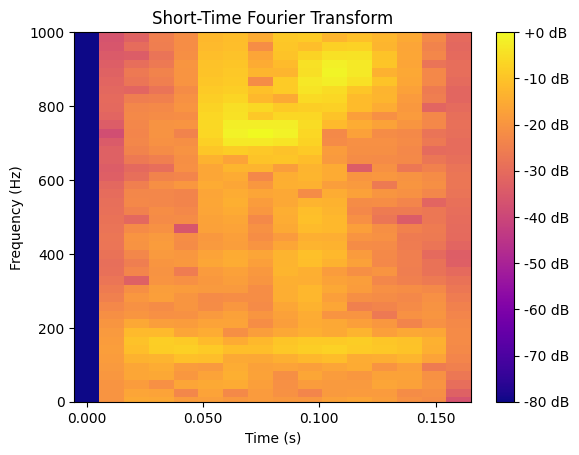 Short-Time Fourier Transform
1000
800
600
400
200
0
Frequency (Hz)
0.000
0.050
0.100
0.150
Time (s)
+0 dB
-10 dB
-20 dB
-30 dB
-40 dB
-50 dB
-60 dB
-70 dB
-80 dB